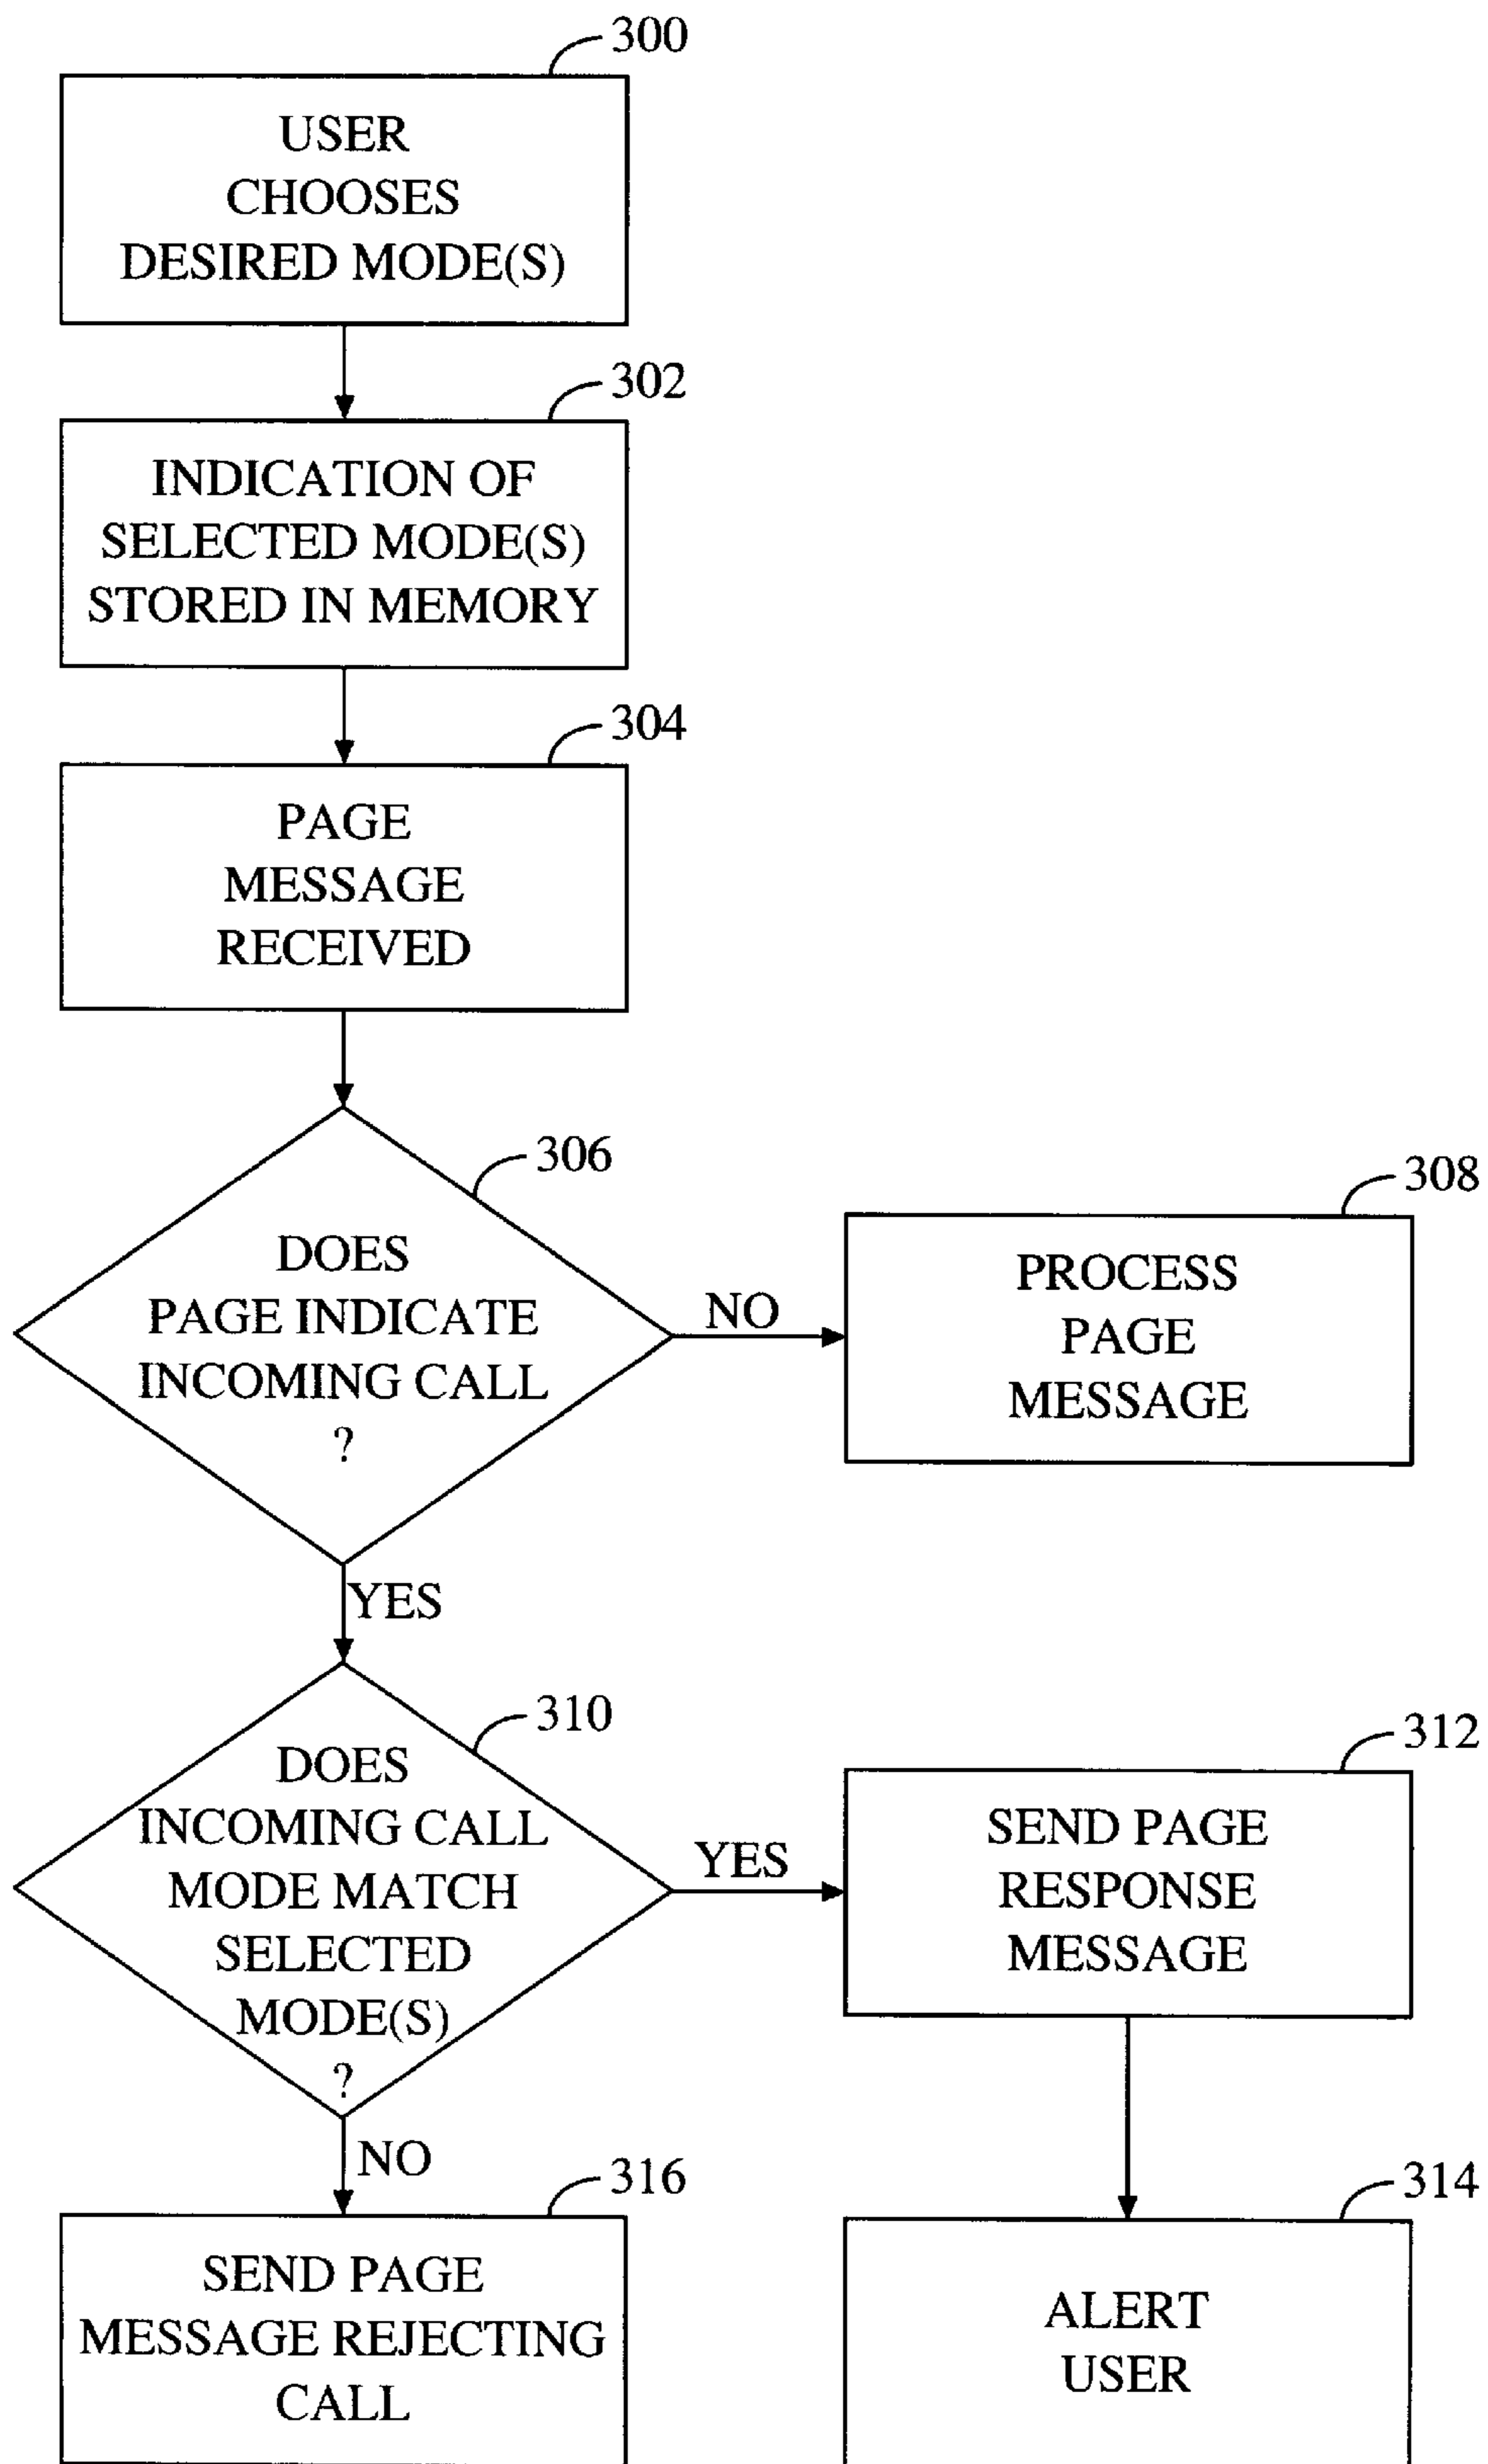 300
USER
CHOOSES
DESIRED MODE(S)
302
INDICATION OF
SELECTED MODE(S)
STORED IN MEMORY
304
PAGE
MESSAGE
RECEIVED
306
DOES
PAGE INDICATE
INCOMING CALL
?
NO
308
PROCESS
PAGE
MESSAGE
YES
310
DOES
INCOMING CALL
MODE MATCH
SELECTED
MODE(S)
?
YES
312
SEND PAGE
RESPONSE
MESSAGE
NO
316
SEND PAGE
MESSAGE REJECTING
CALL
314
ALERT
USER